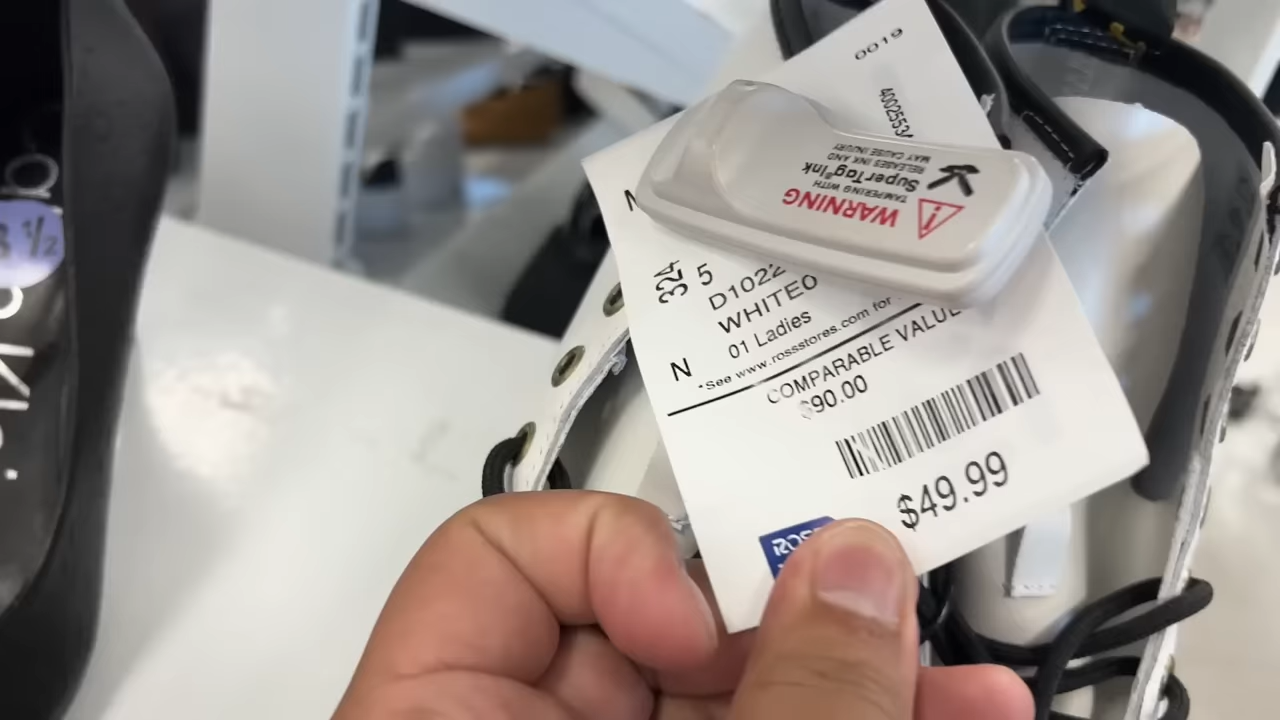 0019
4002553
WARNING
TAMPERING WITH
SuperTag® Ink
RELEASES INK AND
MAY CAUSE INJURY
324 5
D1022
WHITE0
N 01 Ladies
*See www.rossstores.com for
COMPARABLE VALUE
$90.00
$49.99
1/2